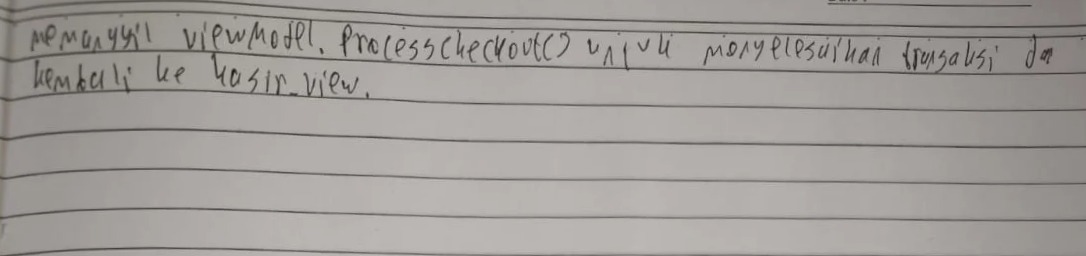 memanggil viewModel.processCheckout() untuk menyelesaikan transaksi dan
kembali ke kasir_view.